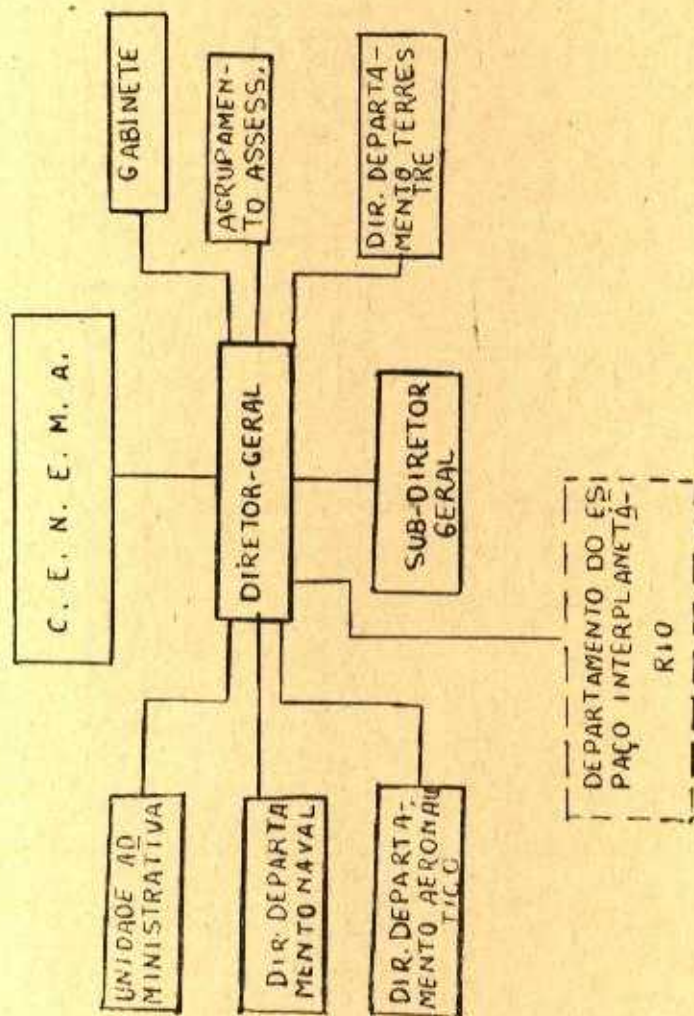 C. E. N. E. M. A.
GABINETE
AGRUPAMEN-
TO ASSESS.
DIR. DEPARTA-
MENTO TERRES
TRE
DIRETOR-GERAL
SUB-DIRETOR
GERAL
UNIDADE AD
MINISTRATIVA
DIR. DEPARTA
MENTO NAVAL
DIR. DEPARTA-
MENTO AERONAU
TICO
DEPARTAMENTO DO ES
PAÇO INTERPLANETÁ-
RIO